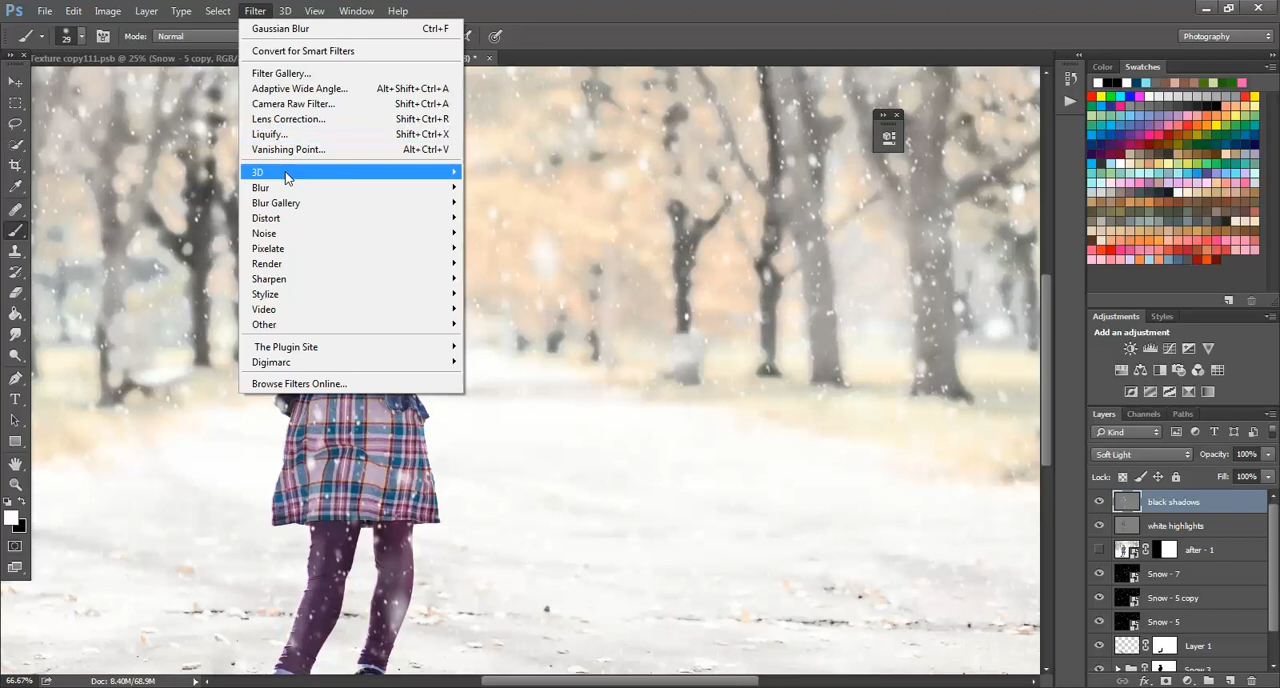 Ps File Edit Image Layer Type Select Filter 3D View Window Help
29 Mode: Normal Photography
Texture copy111.psb @ 25% (Snow - 5 copy, RGB/
Gaussian Blur Ctrl+F
Convert for Smart Filters
Filter Gallery...
Adaptive Wide Angle... Alt+Shift+Ctrl+A
Camera Raw Filter... Shift+Ctrl+A
Lens Correction... Shift+Ctrl+R
Liquify... Shift+Ctrl+X
Vanishing Point... Alt+Ctrl+V
3D
Blur
Blur Gallery
Distort
Noise
Pixelate
Render
Sharpen
Stylize
Video
Other
The Plugin Site
Digimarc
Browse Filters Online...
Color Swatches
Adjustments Styles
Add an adjustment
Layers Channels Paths
Kind
Soft Light Opacity: 100%
Lock: Fill: 100%
black shadows
white highlights
after - 1
Snow - 7
Snow - 5 copy
Snow - 5
Layer 1
Snow 3
66.67% Doc: 8.40M/68.9M